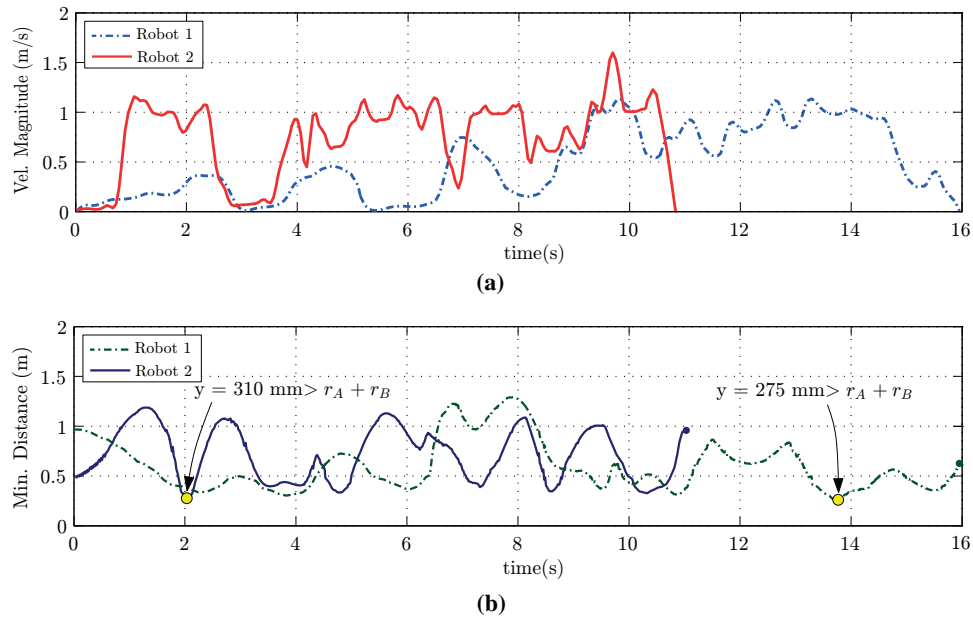 2
1.5
1
0.5
0
Vel. Magnitude (m/s)
Robot 1
Robot 2
0 2 4 6 8 10 12 14 16
time(s)
(a)
2
1.5
1
0.5
0
Min. Distance (m)
Robot 1
Robot 2
y = 310 mm> r_A + r_B
y = 275 mm> r_A + r_B
0 2 4 6 8 10 12 14 16
time(s)
(b)